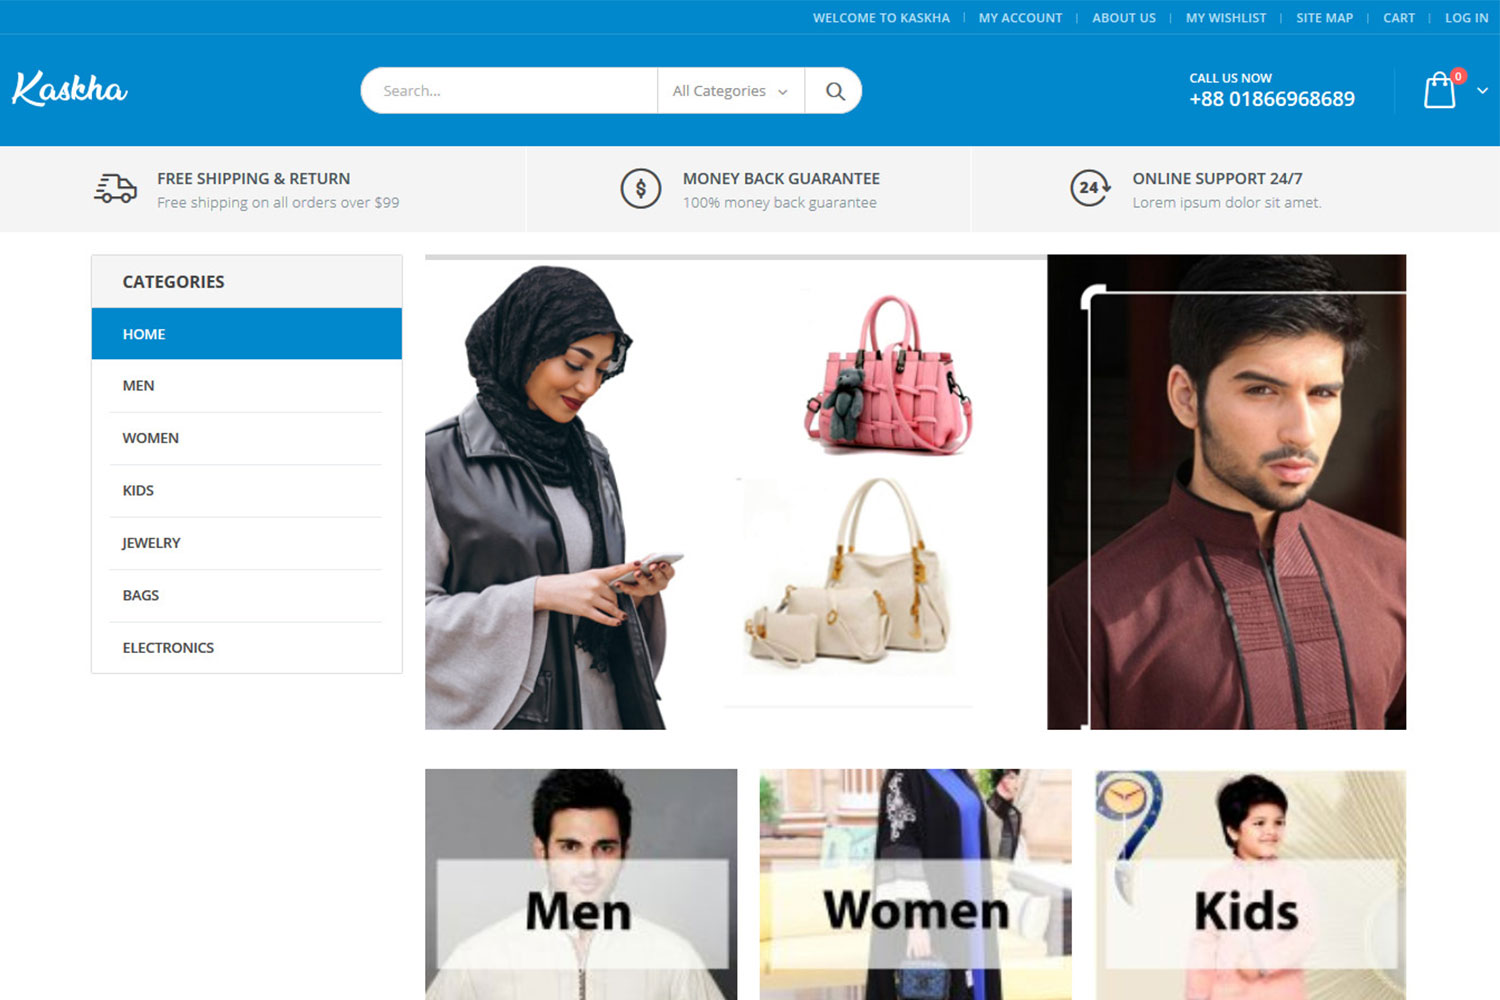 WELCOME TO KASKHA
MY ACCOUNT
ABOUT US
MY WISHLIST
SITE MAP
CART
LOG IN
Kaskha
Search...
All Categories
CALL US NOW
+88 01866968689
0
FREE SHIPPING & RETURN
Free shipping on all orders over $99
$
MONEY BACK GUARANTEE
100% money back guarantee
24
ONLINE SUPPORT 24/7
Lorem ipsum dolor sit amet.
CATEGORIES
HOME
MEN
WOMEN
KIDS
JEWELRY
BAGS
ELECTRONICS
Men
Women
Kids